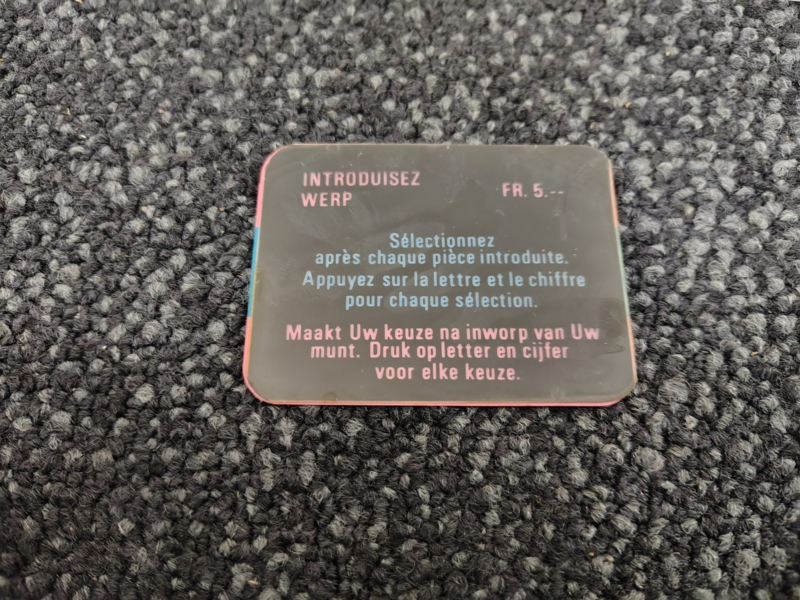 INTRODUISEZ
WERP FR. 5.--
Sélectionnez
après chaque pièce introduite.
Appuyez sur la lettre et le chiffre
pour chaque sélection.
Maakt Uw keuze na inworp van Uw
munt. Druk op letter en cijfer
voor elke keuze.